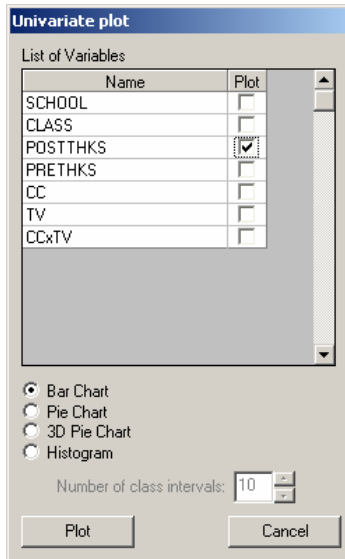 Univariate plot
List of Variables
Name Plot
SCHOOL
CLASS
POSTTHKS
PRETHKS
CC
TV
CCxTV
Bar Chart
Pie Chart
3D Pie Chart
Histogram
Number of class intervals: 10
Plot Cancel